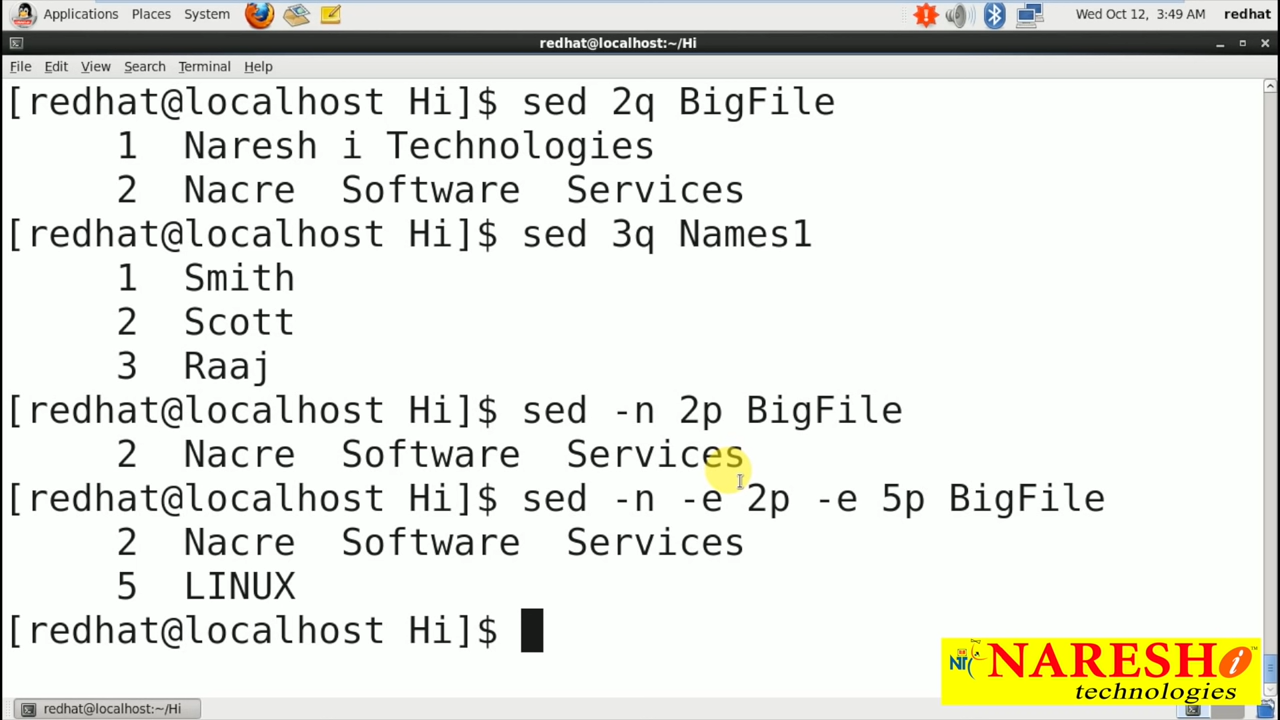 Applications Places System Wed Oct 12, 3:49 AM redhat
redhat@localhost:~/Hi
File Edit View Search Terminal Help
[redhat@localhost Hi]$ sed 2q BigFile
1 Naresh i Technologies
2 Nacre Software Services
[redhat@localhost Hi]$ sed 3q Names1
1 Smith
2 Scott
3 Raaj
[redhat@localhost Hi]$ sed -n 2p BigFile
2 Nacre Software Services
[redhat@localhost Hi]$ sed -n -e 2p -e 5p BigFile
2 Nacre Software Services
5 LINUX
[redhat@localhost Hi]$
NARESH i
technologies
redhat@localhost:~/Hi